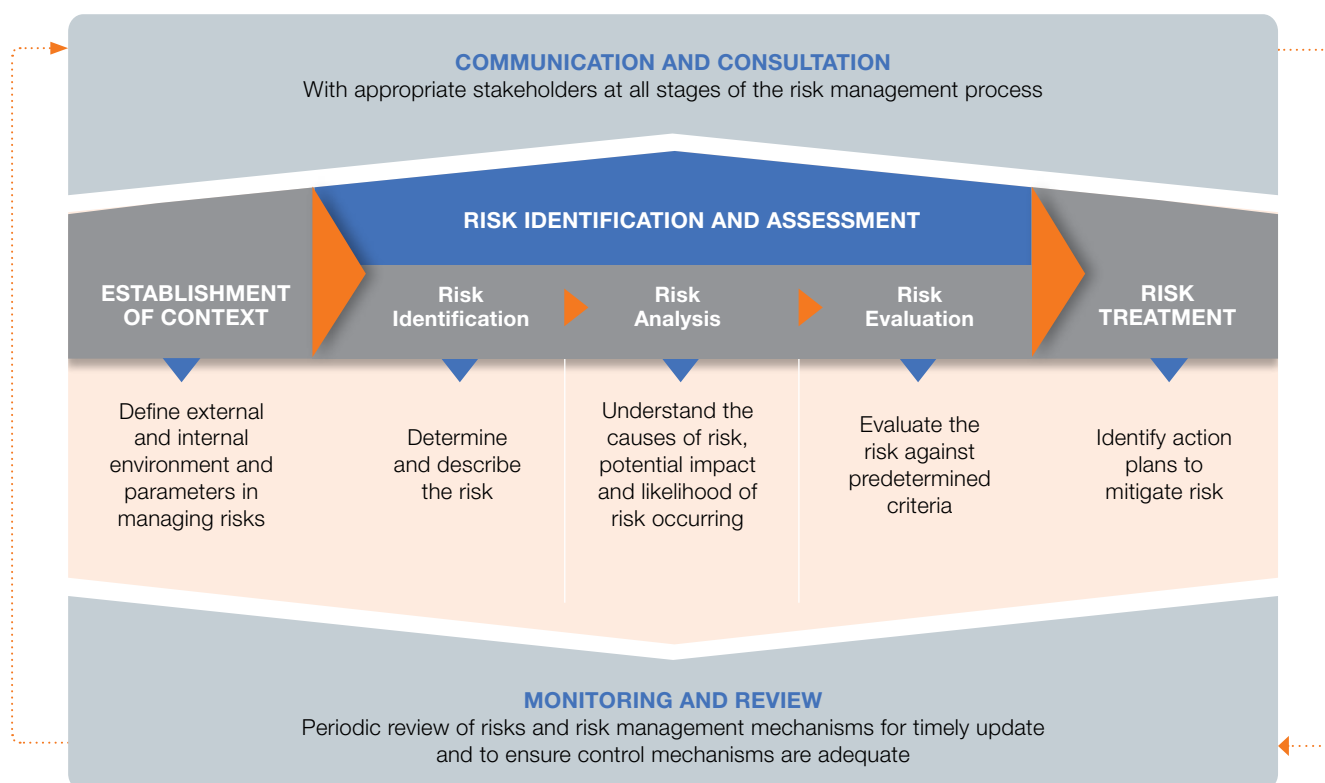 COMMUNICATION AND CONSULTATION
With appropriate stakeholders at all stages of the risk management process
RISK IDENTIFICATION AND ASSESSMENT
ESTABLISHMENT
OF CONTEXT
Risk
Identification
Risk
Analysis
Risk
Evaluation
RISK
TREATMENT
Define external
and internal
environment and
parameters in
managing risks
Determine
and describe
the risk
Understand the
causes of risk,
potential impact
and likelihood of
risk occurring
Evaluate the
risk against
predetermined
criteria
Identify action
plans to
mitigate risk
MONITORING AND REVIEW
Periodic review of risks and risk management mechanisms for timely update
and to ensure control mechanisms are adequate